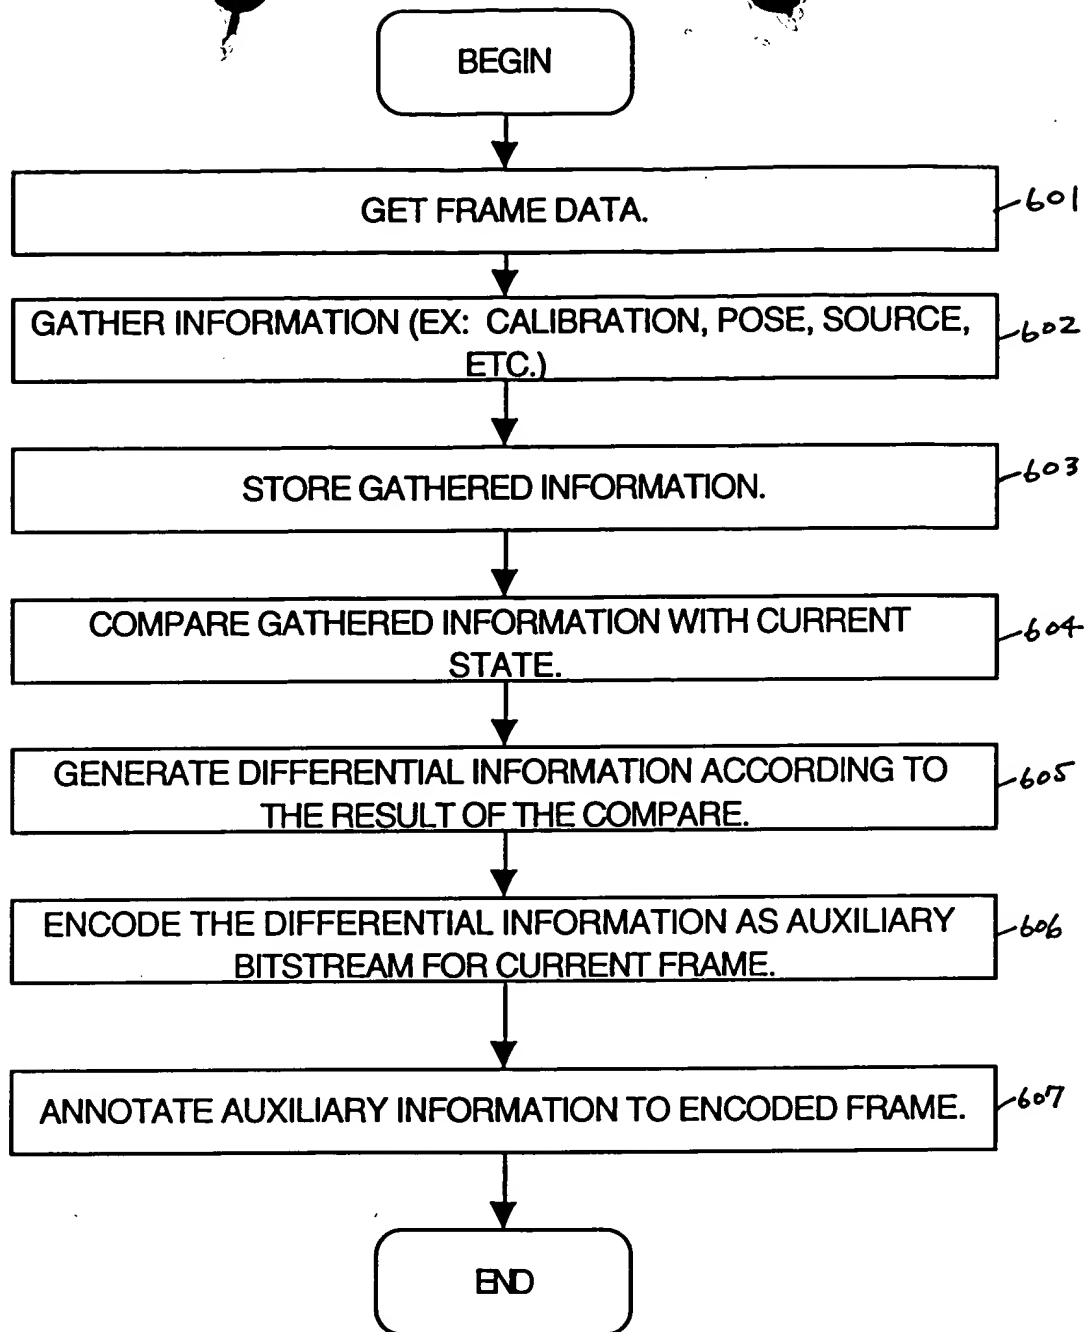 BEGIN
GET FRAME DATA.
601
GATHER INFORMATION (EX: CALIBRATION, POSE, SOURCE,
ETC.)
602
STORE GATHERED INFORMATION.
603
COMPARE GATHERED INFORMATION WITH CURRENT
STATE.
604
GENERATE DIFFERENTIAL INFORMATION ACCORDING TO
THE RESULT OF THE COMPARE.
605
ENCODE THE DIFFERENTIAL INFORMATION AS AUXILIARY
BITSTREAM FOR CURRENT FRAME.
606
ANNOTATE AUXILIARY INFORMATION TO ENCODED FRAME.
607
END